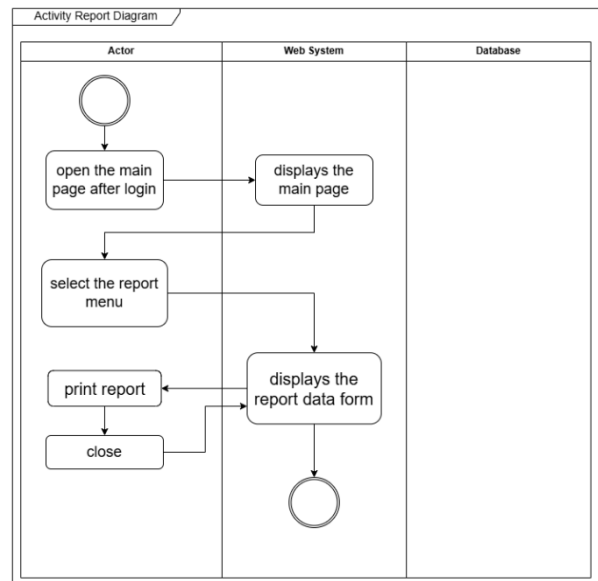 Activity Report Diagram
Actor
Web System
Database
open the main
page after login
displays the
main page
select the report
menu
displays the
report data form
print report
close